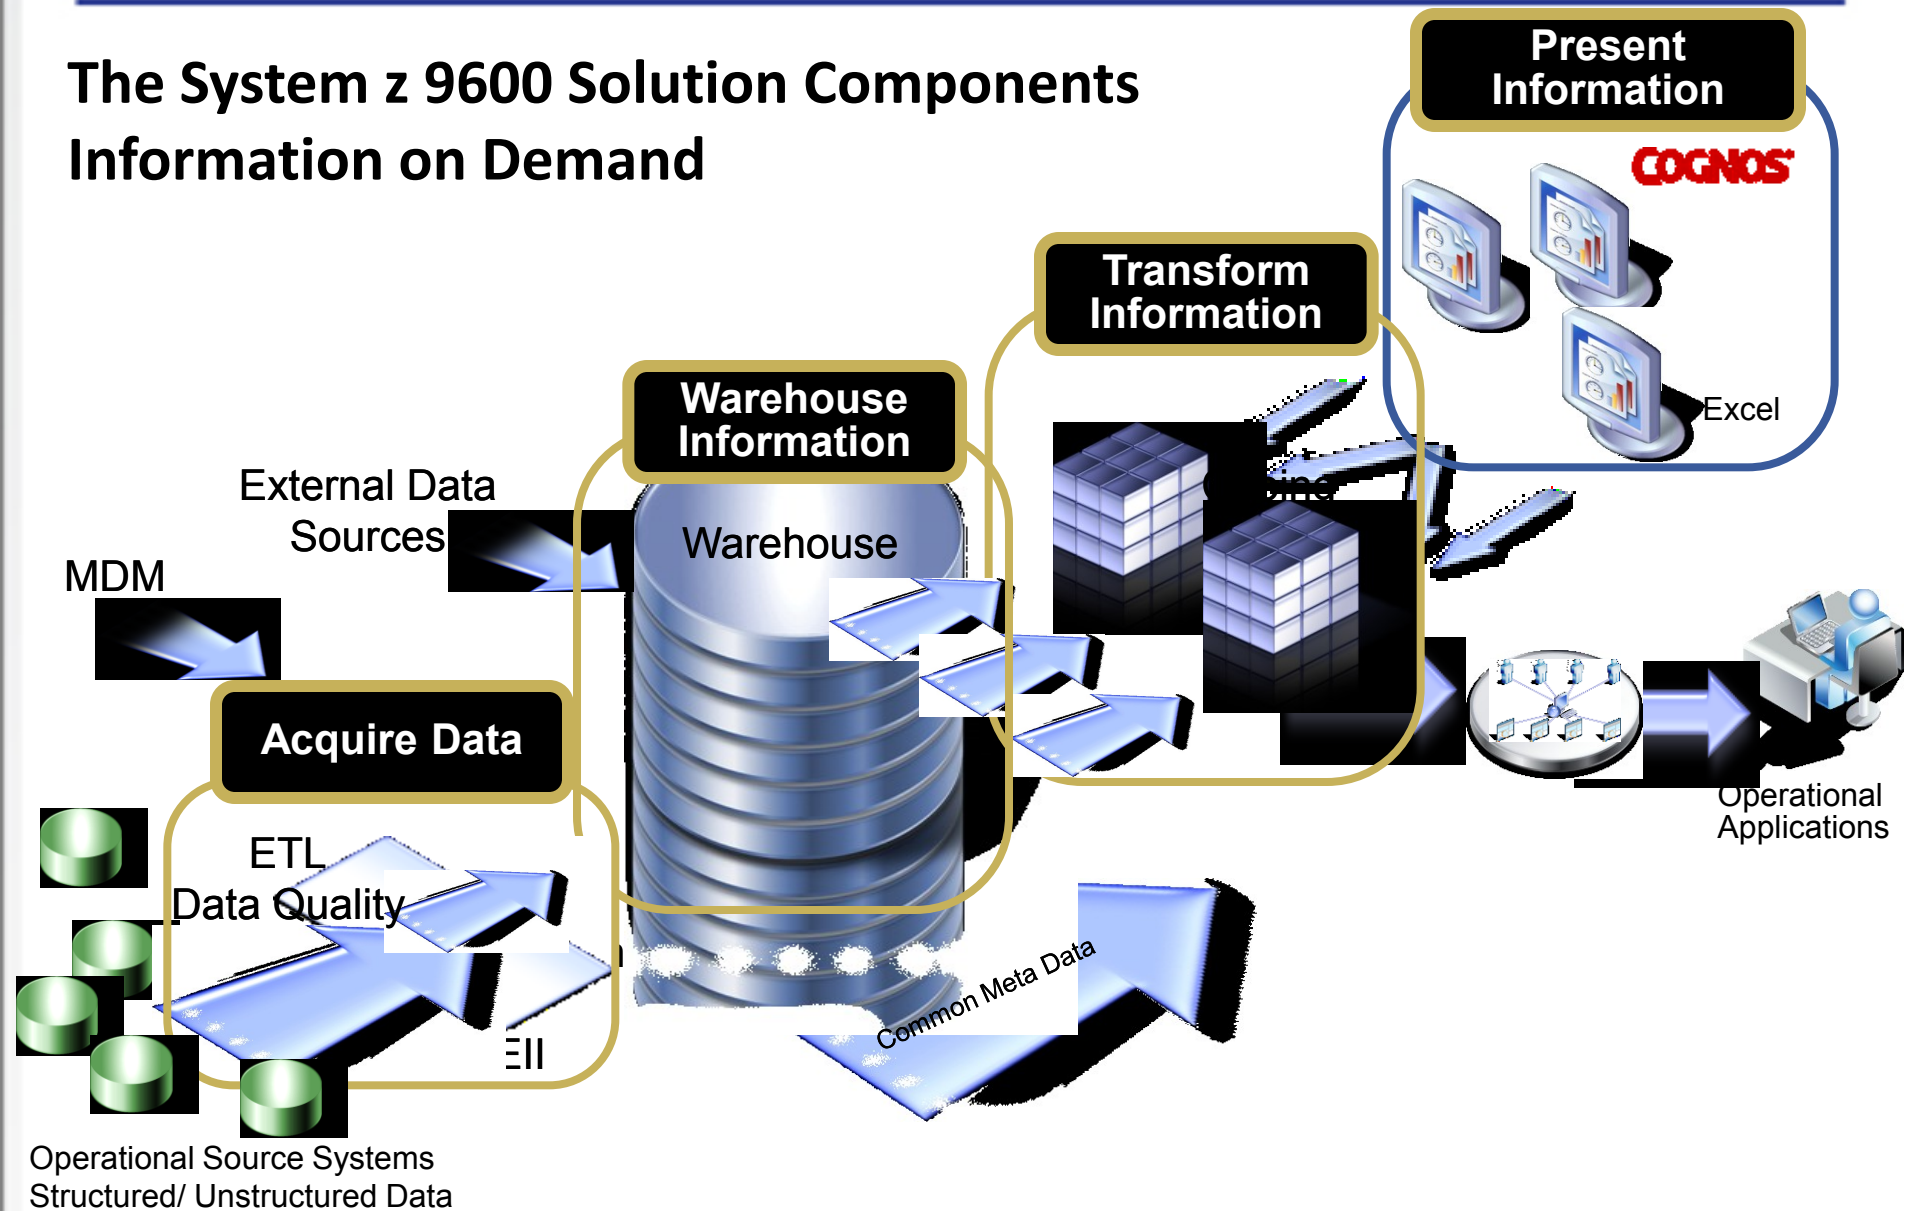 The System z 9600 Solution Components
Information on Demand
Present
Information
COGNOS
Excel
Transform
Information
Warehouse
Information
Warehouse
External Data
Sources
MDM
Acquire Data
ETL
Data Quality
EII
Common Meta Data
Operational
Applications
Operational Source Systems
Structured/ Unstructured Data